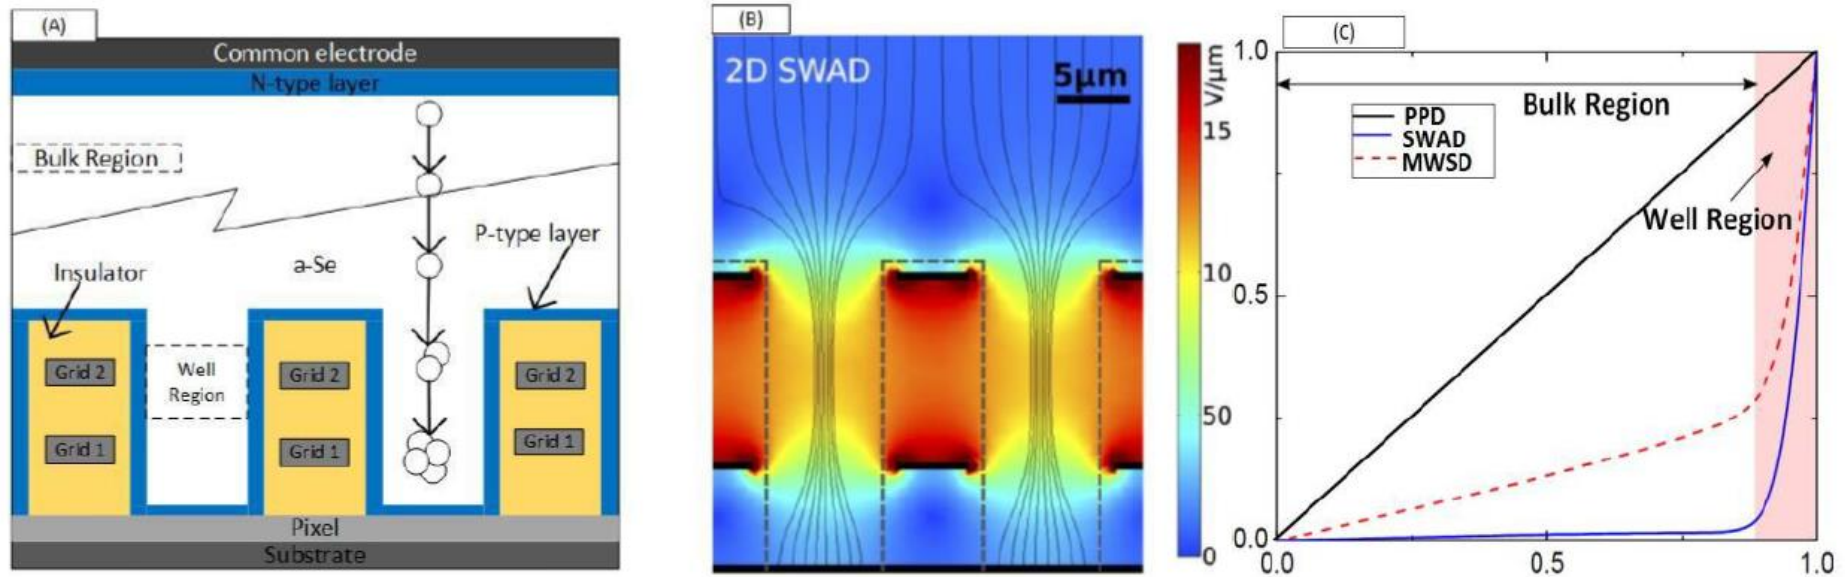 (A)
Common electrode
N-type layer
Bulk Region
P-type layer
Insulator
a-Se
Well
Region
Grid 2
Grid 2
Grid 2
Grid 1
Grid 1
Grid 1
Pixel
Substrate
(B)
2D SWAD
5μm
V/μm
15
10
50
0
(C)
1.0
0.5
0.0
0.0
0.5
1.0
Bulk Region
PPD
SWAD
MWSD
Well Region